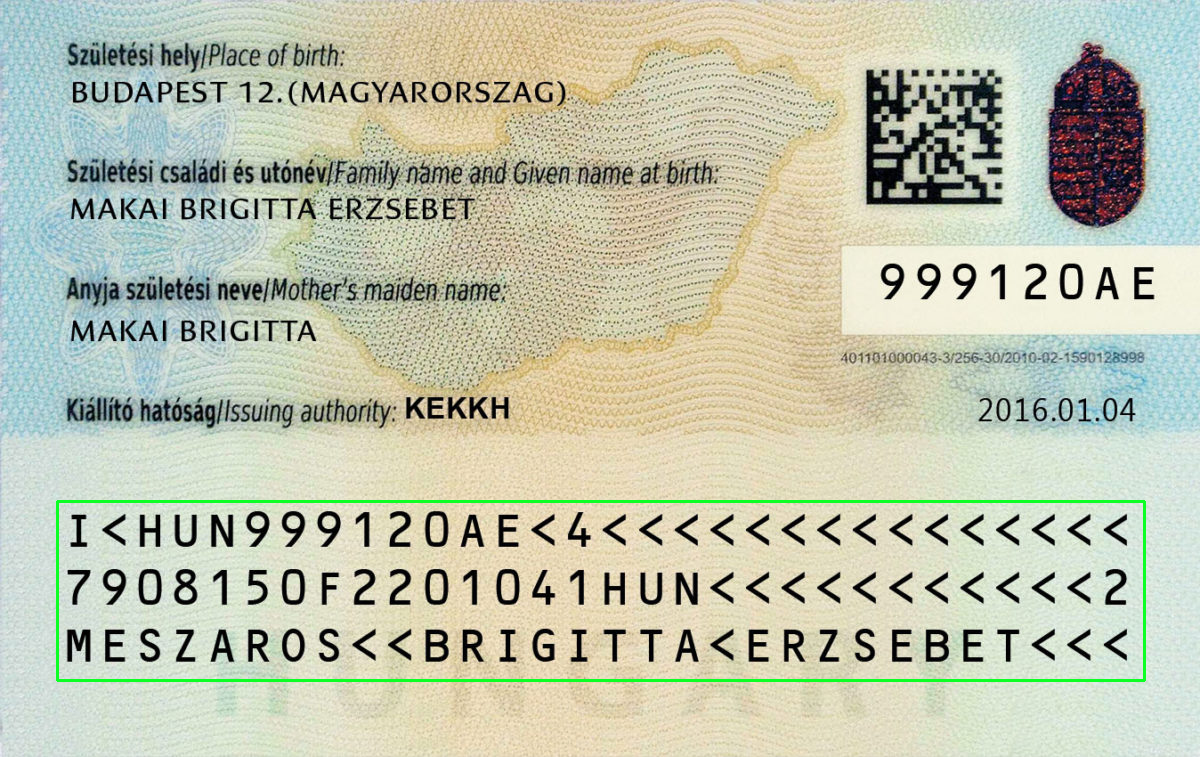 Születési hely/Place of birth:
BUDAPEST 12.(MAGYARORSZAG)
Születési családi és utónév/Family name and Given name at birth:
MAKAI BRIGITTA ERZSEBET
999120AE
Anyja születési neve/Mother's maiden name:
MAKAI BRIGITTA
401101000043-3/256-30/2010-02-1590128998
Kiállító hatóság/Issuing authority: KEKKH
2016.01.04
I<HUN999120AE<4<<<<<<<<<<<<<<<
7908150F2201041HUN<<<<<<<<<<<2
MESZAROS<<BRIGITTA<ERZSEBET<<<
HUNGARY